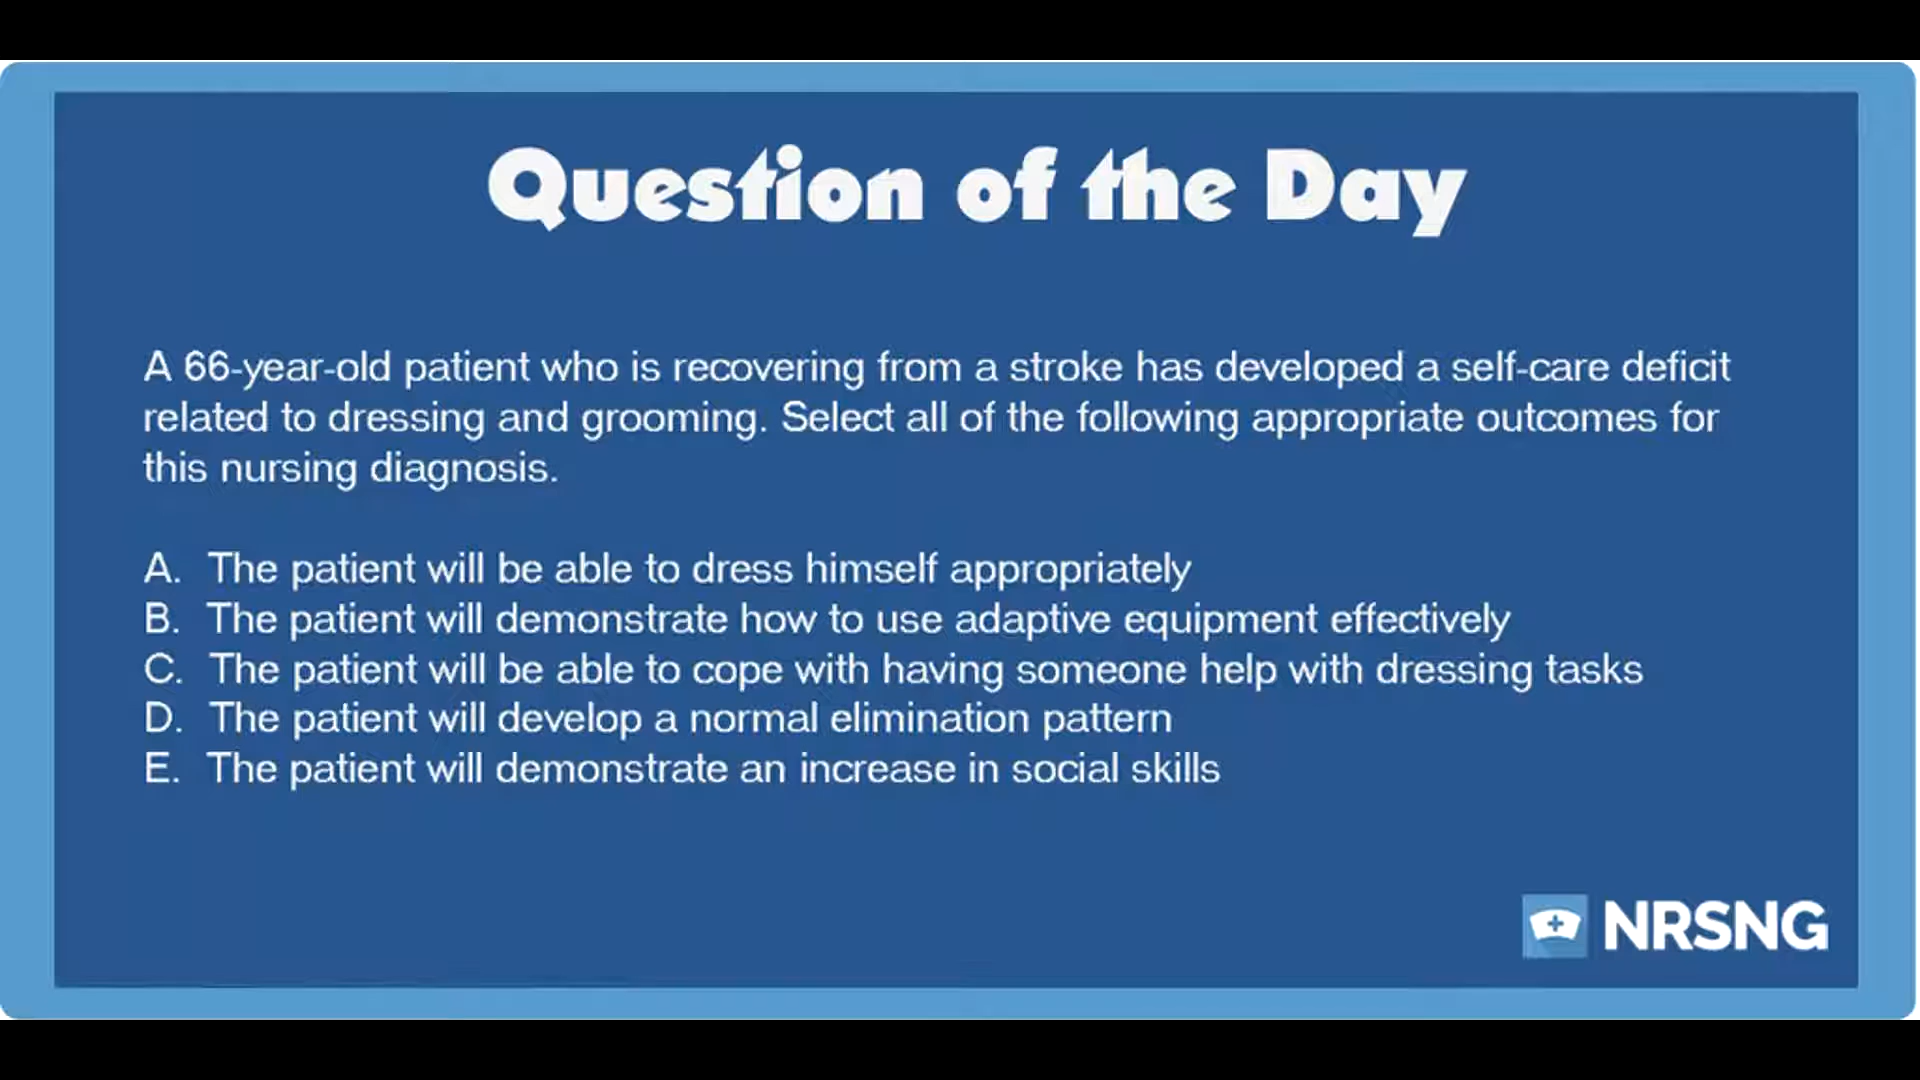 Question of the Day
A 66-year-old patient who is recovering from a stroke has developed a self-care deficit
related to dressing and grooming. Select all of the following appropriate outcomes for
this nursing diagnosis.
A. The patient will be able to dress himself appropriately
B. The patient will demonstrate how to use adaptive equipment effectively
C. The patient will be able to cope with having someone help with dressing tasks
D. The patient will develop a normal elimination pattern
E. The patient will demonstrate an increase in social skills
NRSNG